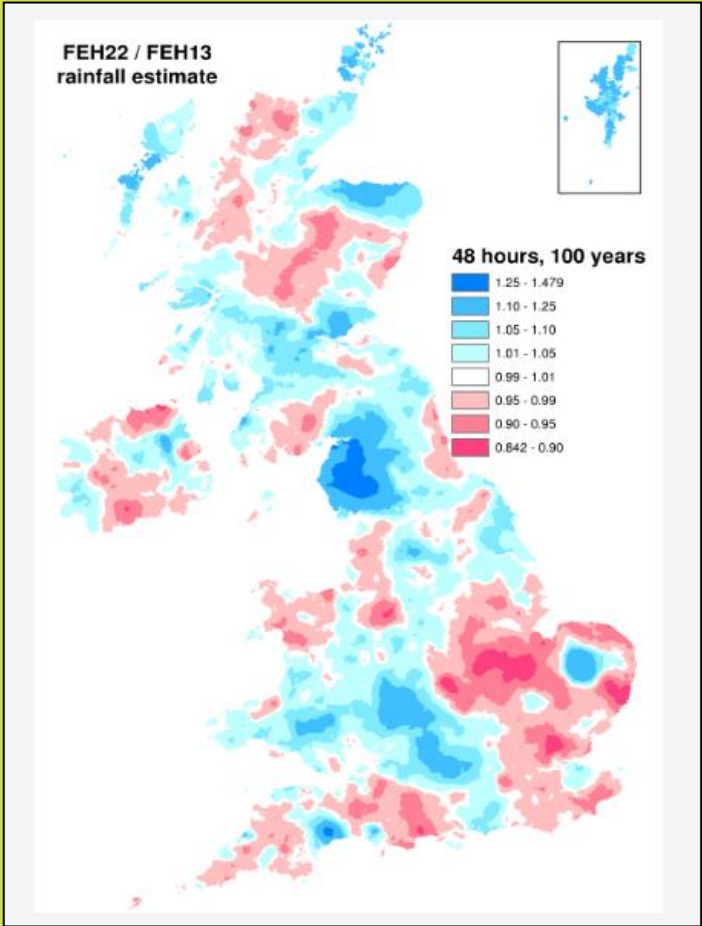 FEH22 / FEH13
rainfall estimate
48 hours, 100 years
1.25 - 1.479
1.10 - 1.25
1.05 - 1.10
1.01 - 1.05
0.99 - 1.01
0.95 - 0.99
0.90 - 0.95
0.842 - 0.90